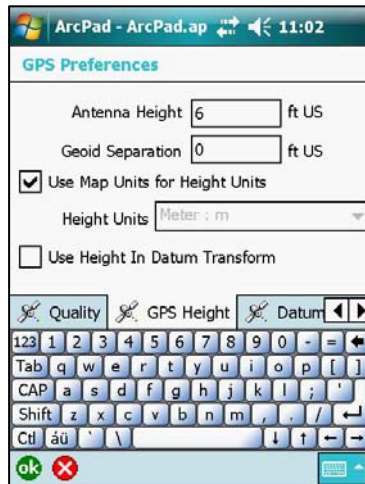 ArcPad - ArcPad.ap 11:02
GPS Preferences
Antenna Height 6 ft US
Geoid Separation 0 ft US
Use Map Units for Height Units
Height Units Meter : m
Use Height In Datum Transform
Quality GPS Height Datum
123 1 2 3 4 5 6 7 8 9 0 - =
Tab q w e r t y u i o p [ ]
CAP a s d f g h j k l ; '
Shift z x c v b n m , . /
Ctl áü ` \
ok